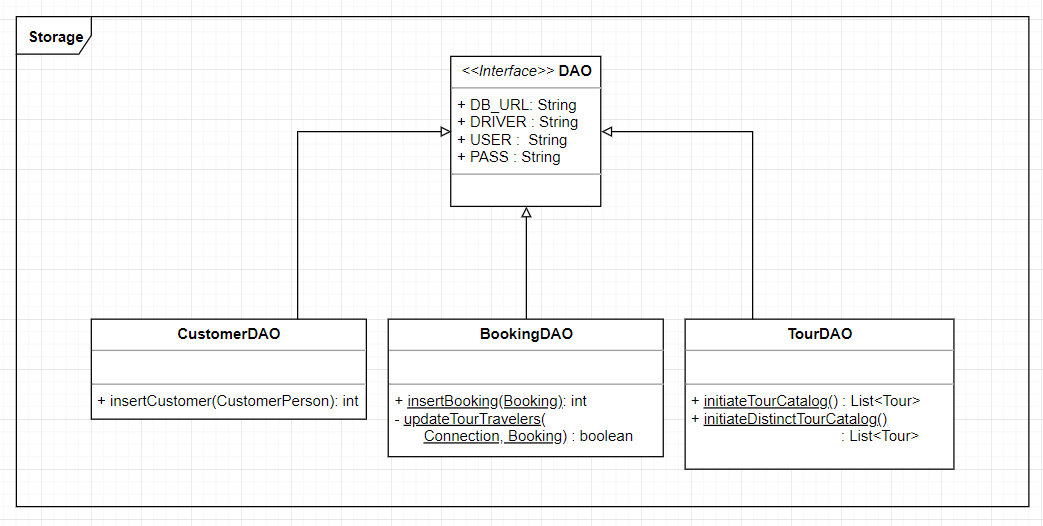 Storage
<<Interface>> DAO
+ DB_URL: String
+ DRIVER : String
+ USER :  String
+ PASS : String
CustomerDAO
+ insertCustomer(CustomerPerson): int
BookingDAO
+ insertBooking(Booking): int
- updateTourTravelers(
Connection, Booking) : boolean
TourDAO
+ initiateTourCatalog() : List<Tour>
+ initiateDistinctTourCatalog()
: List<Tour>